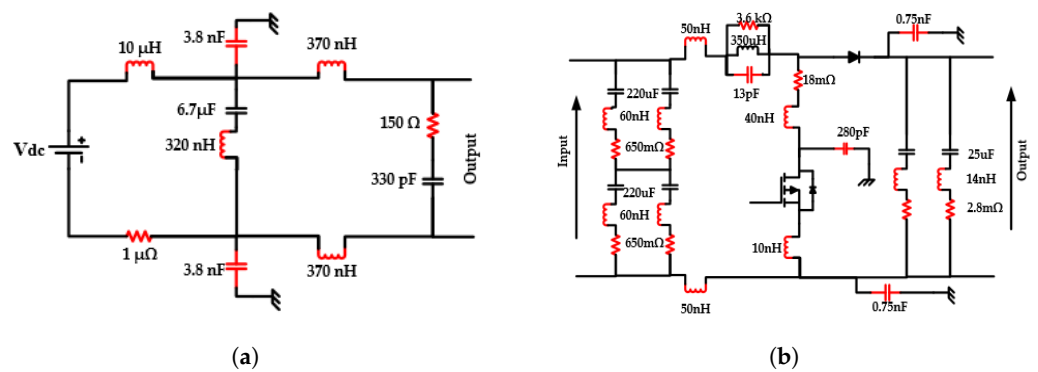 3.8 nF
10 μH
370 nH
6.7μF
150 Ω
Vdc
+
-
320 nH
330 pF
Output
1 μΩ
3.8 nF
370 nH
(a)
50nH
3.6 kΩ
350uH
13pF
0.75nF
220uF
60nH
650mΩ
18mΩ
40nH
280pF
Input
220uF
60nH
650mΩ
25uF
14nH
2.8mΩ
Output
10nH
50nH
0.75nF
(b)